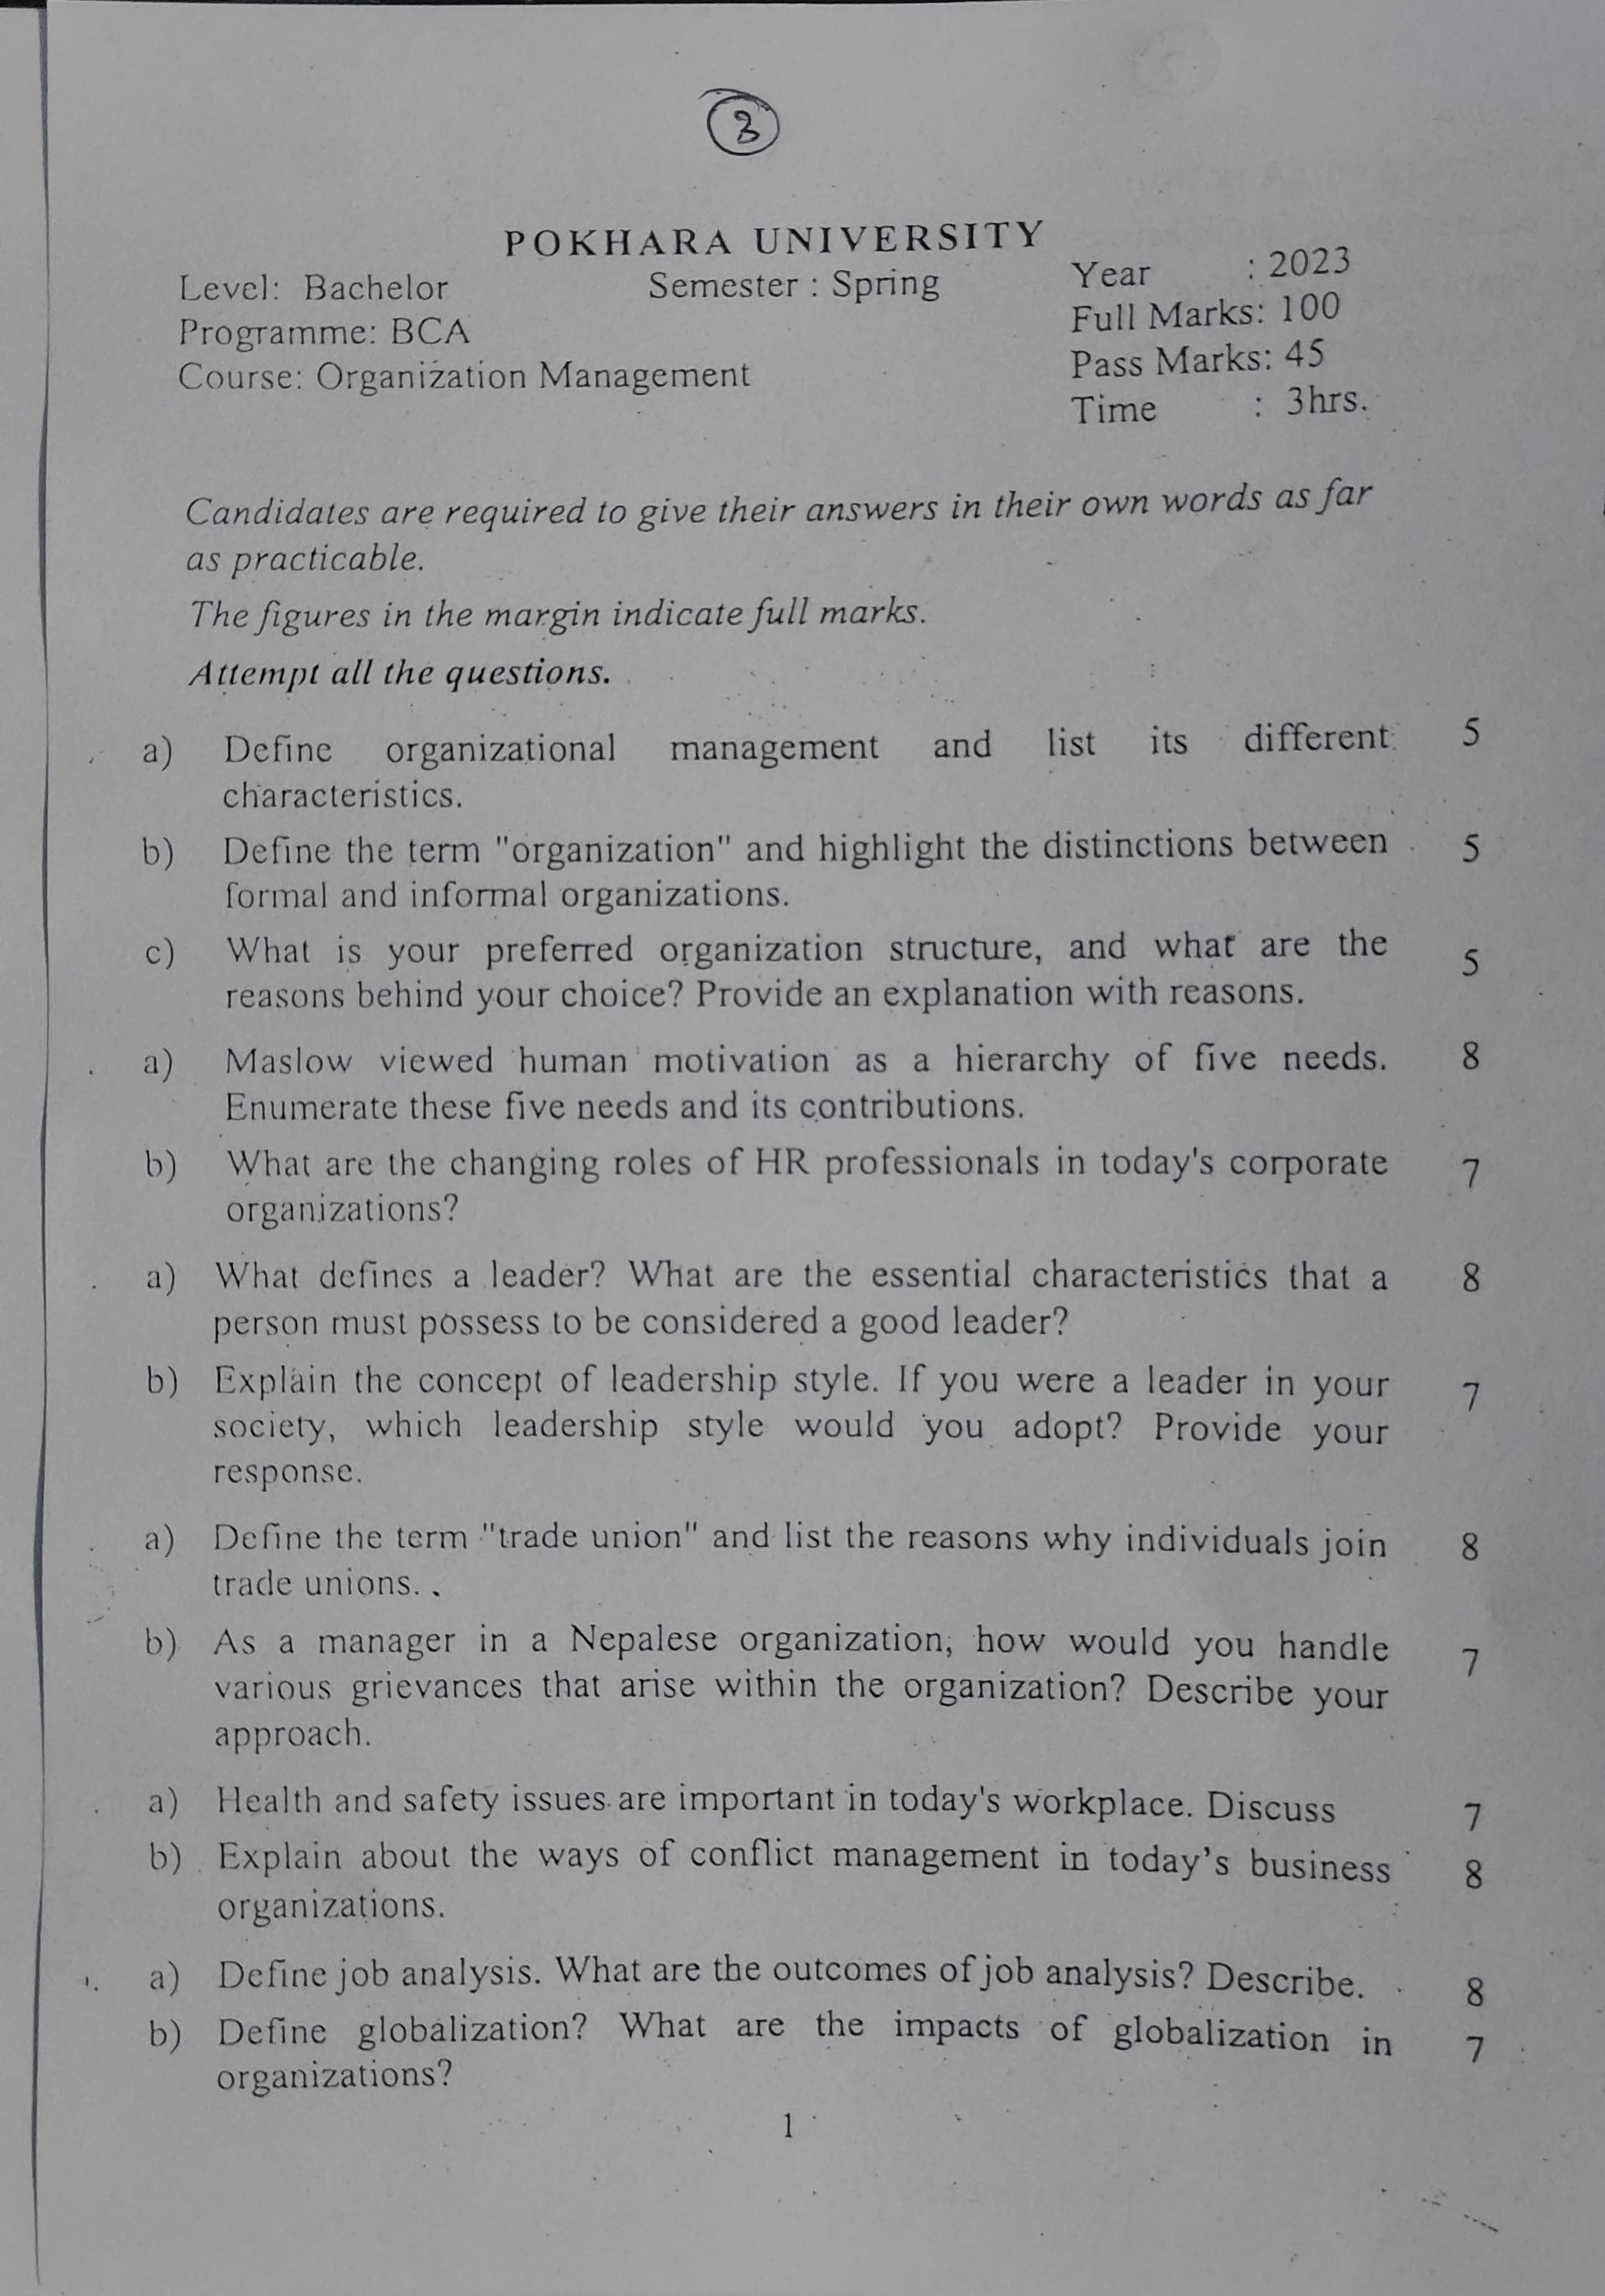 3
POKHARA UNIVERSITY
Level: Bachelor Semester : Spring Year : 2023
Programme: BCA Full Marks: 100
Course: Organization Management Pass Marks: 45
Time : 3hrs.
Candidates are required to give their answers in their own words as far
as practicable.
The figures in the margin indicate full marks.
Attempt all the questions.
a) Define organizational management and list its different 5
characteristics.
b) Define the term "organization" and highlight the distinctions between 5
formal and informal organizations.
c) What is your preferred organization structure, and what are the 5
reasons behind your choice? Provide an explanation with reasons.
a) Maslow viewed human motivation as a hierarchy of five needs. 8
Enumerate these five needs and its contributions.
b) What are the changing roles of HR professionals in today's corporate 7
organizations?
a) What defines a leader? What are the essential characteristics that a 8
person must possess to be considered a good leader?
b) Explain the concept of leadership style. If you were a leader in your 7
society, which leadership style would you adopt? Provide your
response.
a) Define the term "trade union" and list the reasons why individuals join 8
trade unions.
b) As a manager in a Nepalese organization, how would you handle 7
various grievances that arise within the organization? Describe your
approach.
a) Health and safety issues are important in today's workplace. Discuss 7
b) Explain about the ways of conflict management in today's business 8
organizations.
a) Define job analysis. What are the outcomes of job analysis? Describe. 8
b) Define globalization? What are the impacts of globalization in 7
organizations?
1